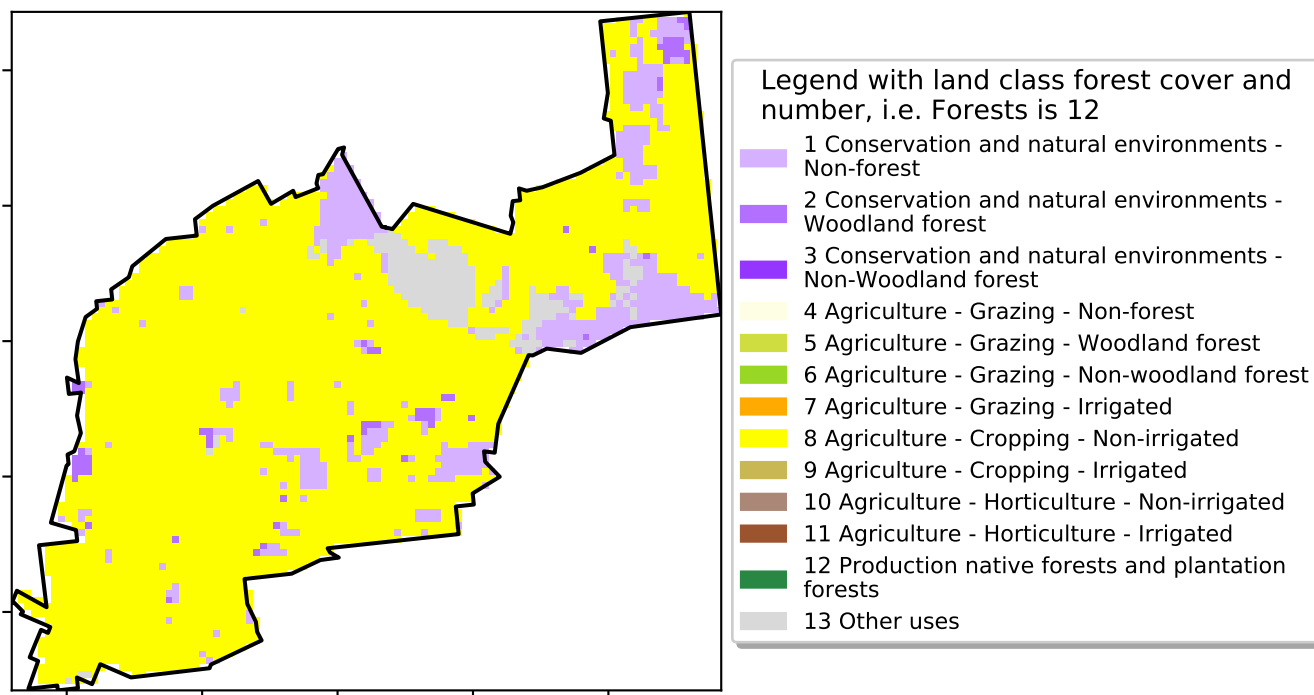 Legend with land class forest cover and
number, i.e. Forests is 12
1 Conservation and natural environments -
Non-forest
2 Conservation and natural environments -
Woodland forest
3 Conservation and natural environments -
Non-Woodland forest
4 Agriculture - Grazing - Non-forest
5 Agriculture - Grazing - Woodland forest
6 Agriculture - Grazing - Non-woodland forest
7 Agriculture - Grazing - Irrigated
8 Agriculture - Cropping - Non-irrigated
9 Agriculture - Cropping - Irrigated
10 Agriculture - Horticulture - Non-irrigated
11 Agriculture - Horticulture - Irrigated
12 Production native forests and plantation
forests
13 Other uses